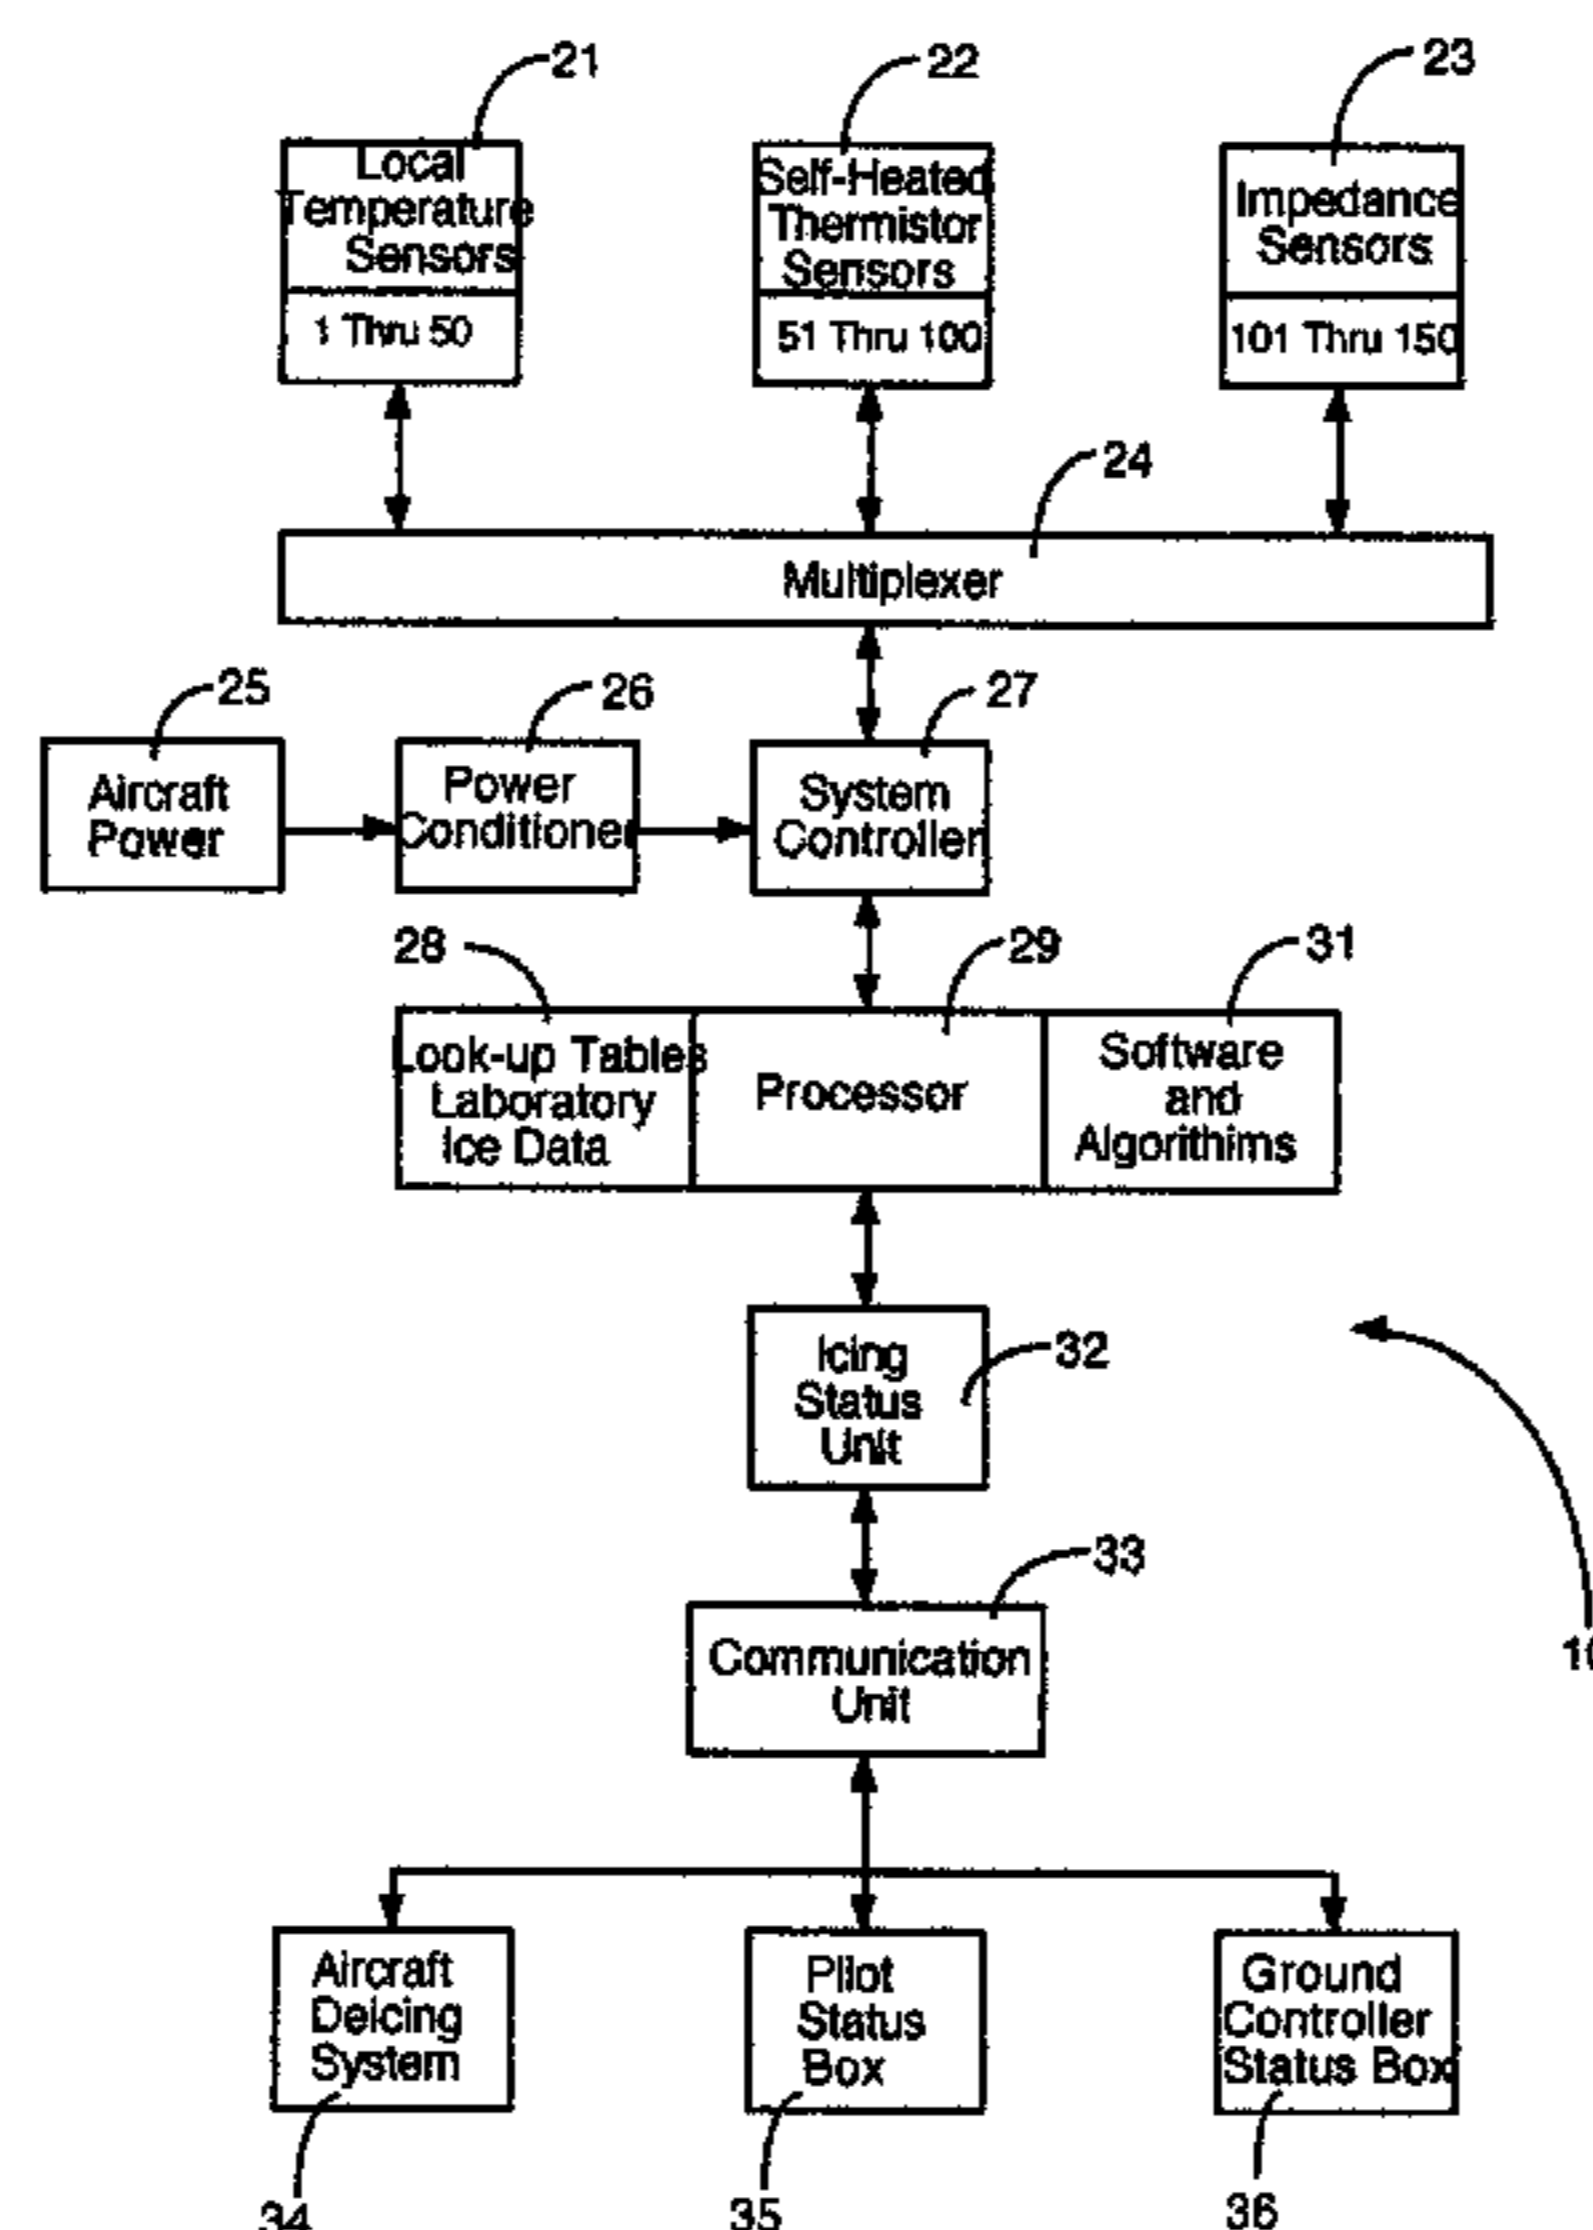 21
22
23
Local
Temperature
Sensors
1 Thru 50
Self-Heated
Thermistor
Sensors
51 Thru 100
Impedance
Sensors
101 Thru 150
24
Multiplexer
25
26
27
Aircraft
Power
Power
Conditioner
System
Controller
28
29
31
Look-up Tables
Laboratory
Ice Data
Processor
Software
and
Algorithims
Icing
Status
Unit
32
33
Communication
Unit
Aircraft
Deicing
System
Pilot
Status
Box
Ground
Controller
Status Box
34
35
36